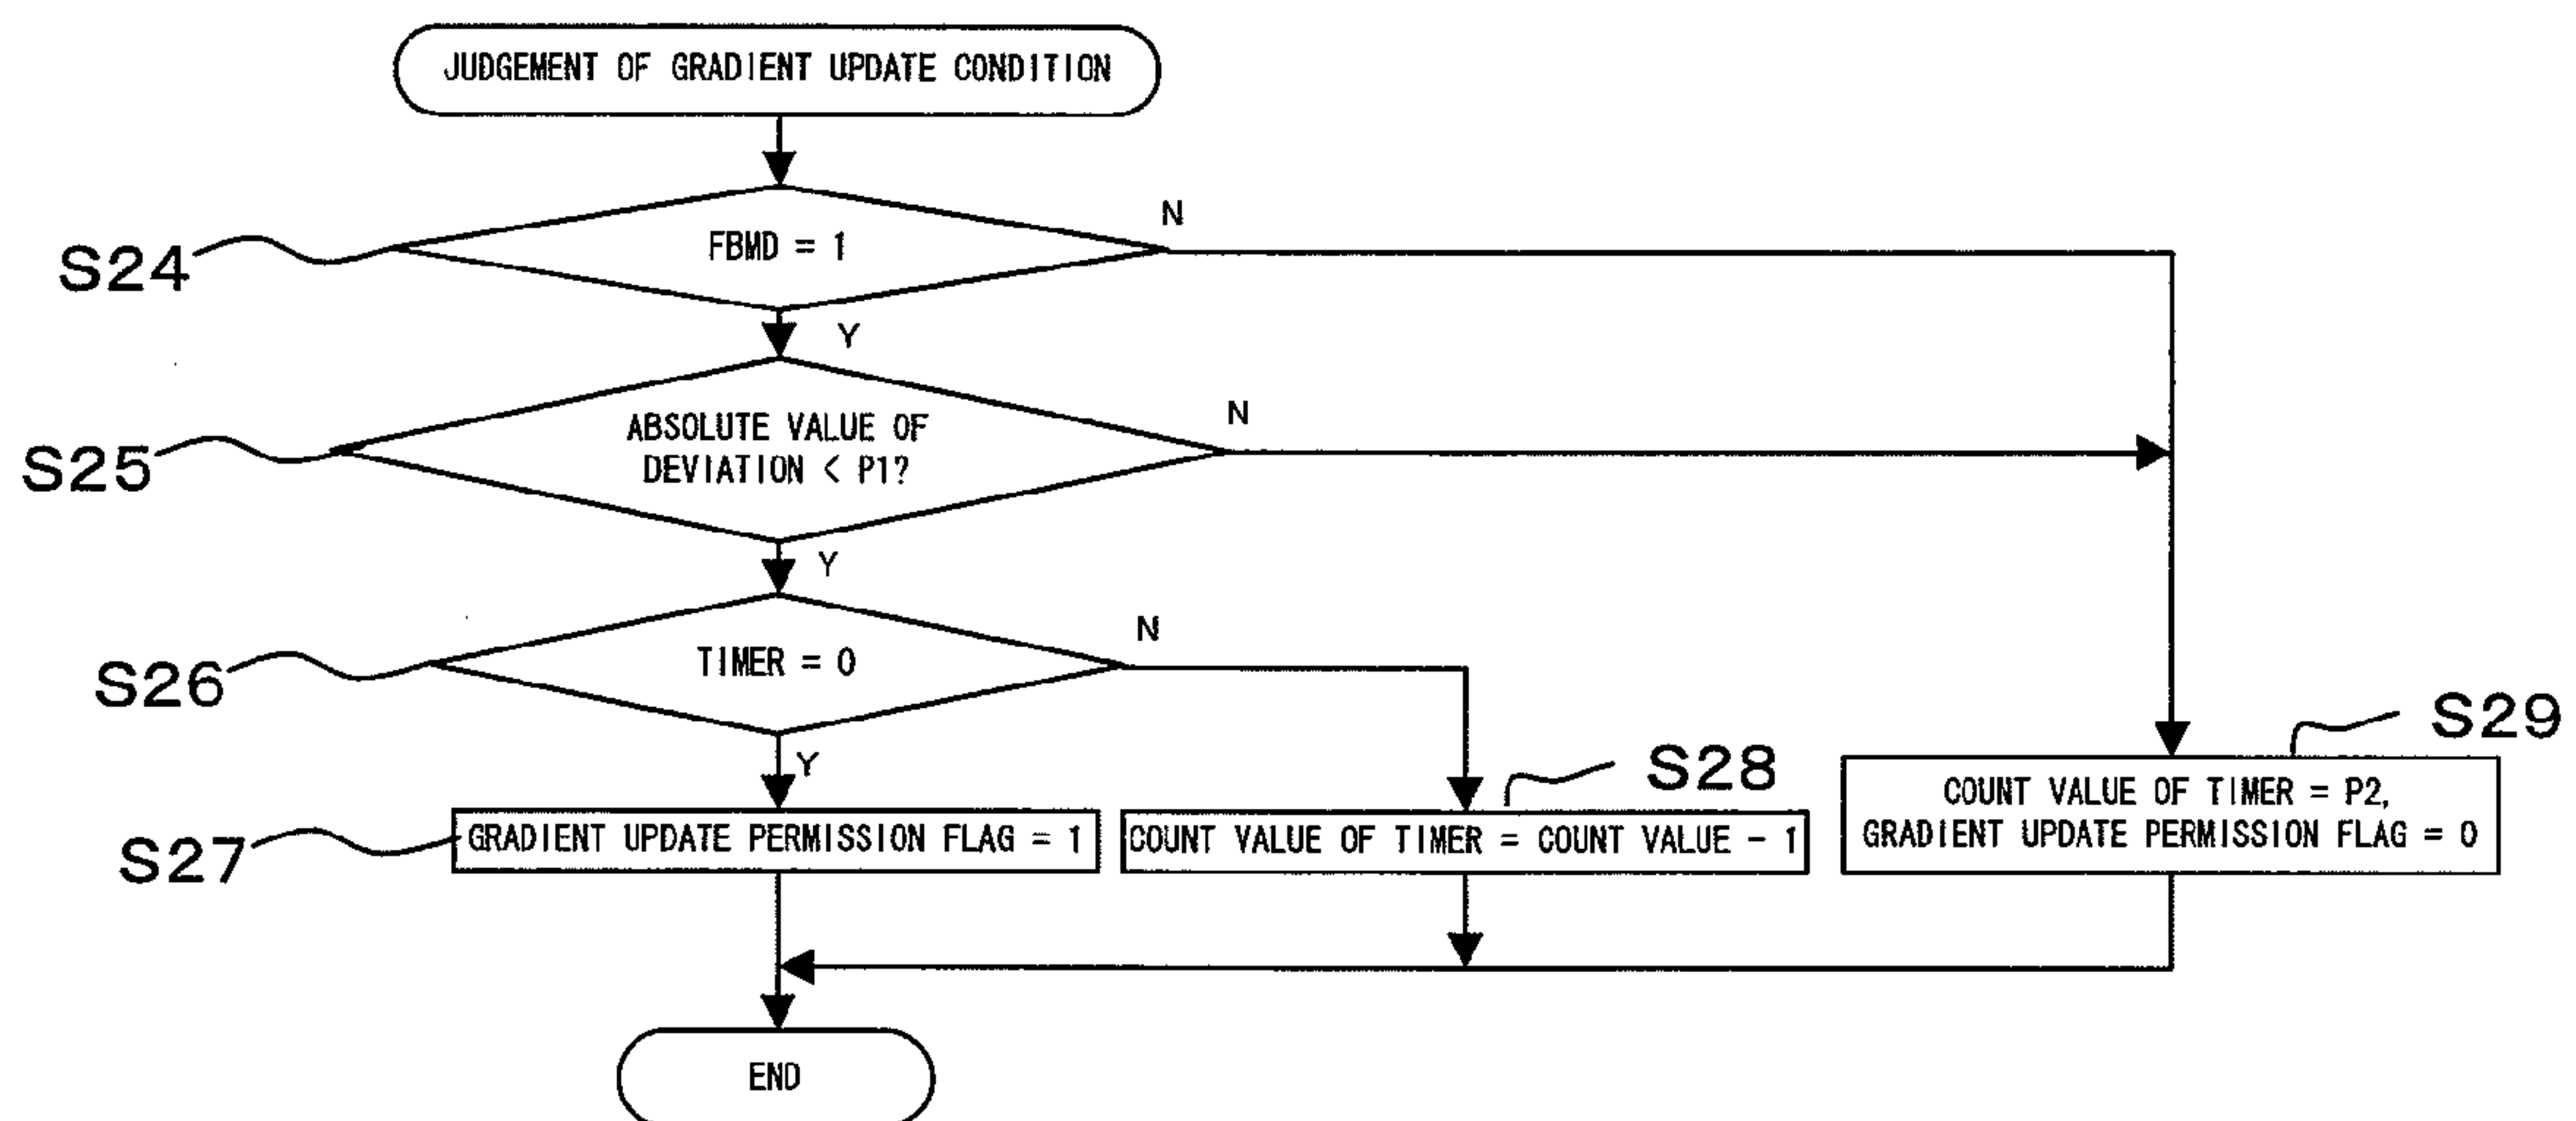 JUDGEMENT OF GRADIENT UPDATE CONDITION
N
S24
FBMD = 1
Y
N
S25
ABSOLUTE VALUE OF
DEVIATION < P1?
Y
N
S26
TIMER = 0
Y
S28
S29
S27
GRADIENT UPDATE PERMISSION FLAG = 1
COUNT VALUE OF TIMER = COUNT VALUE - 1
COUNT VALUE OF TIMER = P2,
GRADIENT UPDATE PERMISSION FLAG = 0
END